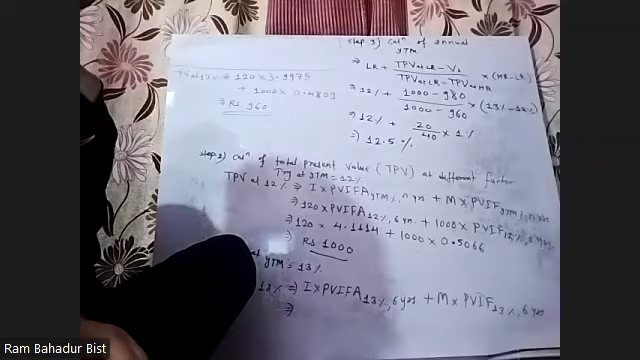 TPV at 13% ⇒ 120 x 3.9975
+ 1000 x 0.4803
⇒ RS 960
step 3) Calⁿ. of annual
YTM
⇒ LR + TPV at LR - V₀ / TPV at LR - TPV at HR x (HR - LR)
⇒ 12% + 1000 - 980 / 1000 - 960 x (13% - 12%)
⇒ 12% + 20 / 40 x 1%
⇒ 12.5 %
step 2) Calⁿ. of total present value (TPV) at different factor
Try at YTM = 12%
TPV at 12% ⇒ I x PVIFA YTM%, n yrs + M x PVIF YTM%, n yrs
⇒ 120 x PVIFA 12%, 6 yrs. + 1000 x PVIF 12%, 6 yrs.
⇒ 120 x 4.1114 + 1000 x 0.5066
⇒ RS. 1000
at YTM = 13%
13% ⇒ I x PVIFA 13%, 6 yrs + M x PVIF 13%, 6 yrs
⇒
Ram Bahadur Bist